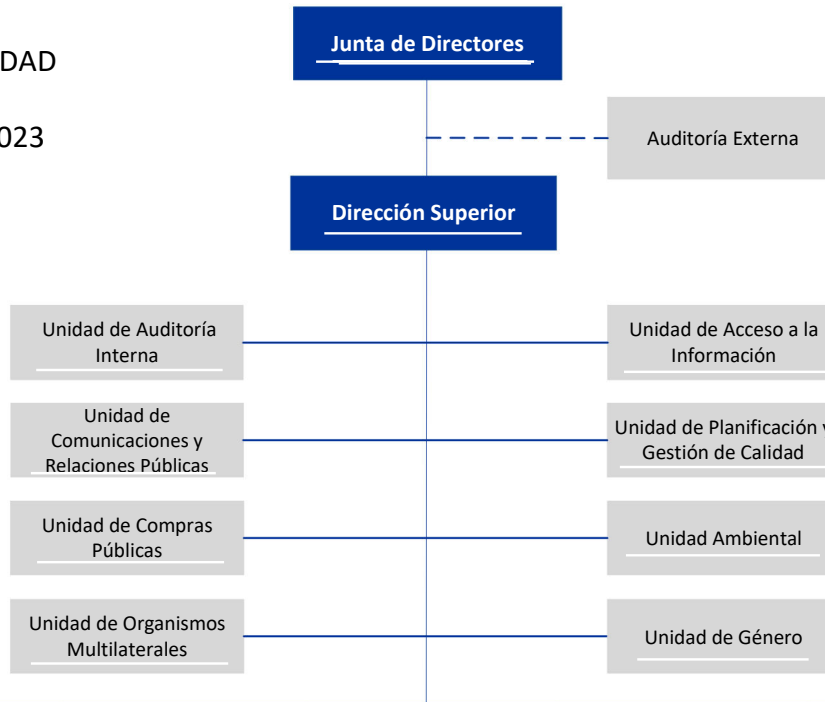 DAD
Junta de Directores
023
Auditoría Externa
Dirección Superior
Unidad de Auditoría
Interna
Unidad de Acceso a la
Información
Unidad de
Comunicaciones y
Relaciones Públicas
Unidad de Planificación y
Gestión de Calidad
Unidad de Compras
Públicas
Unidad Ambiental
Unidad de Organismos
Multilaterales
Unidad de Género